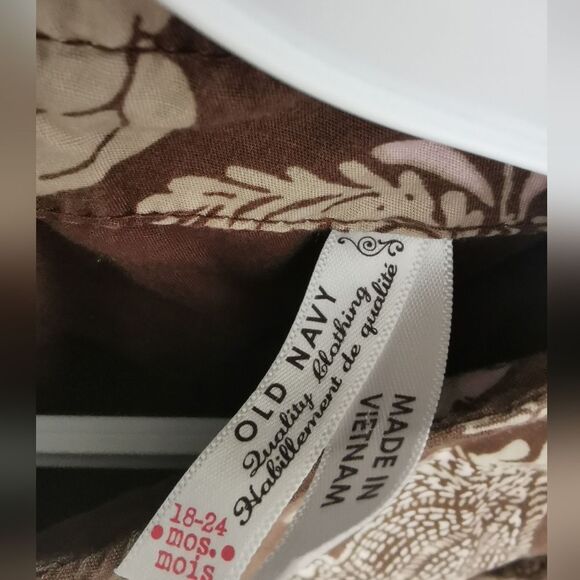 OLD NAVY
Quality Clothing
Habillement de qualité
18-24
• mos. •
mois
MADE IN
VIETNAM